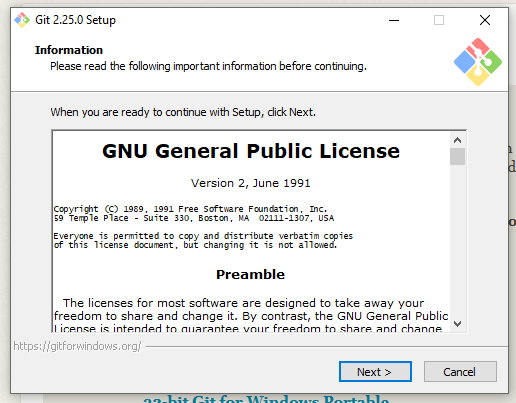 Git 2.25.0 Setup
Information
Please read the following important information before continuing.
When you are ready to continue with Setup, click Next.
GNU General Public License
Version 2, June 1991
Copyright (C) 1989, 1991 Free Software Foundation, Inc.
59 Temple Place - Suite 330, Boston, MA  02111-1307, USA
Everyone is permitted to copy and distribute verbatim copies
of this license document, but changing it is not allowed.
Preamble
The licenses for most software are designed to take away your
freedom to share and change it. By contrast, the GNU General Public
License is intended to guarantee your freedom to share and change
https://gitforwindows.org/
Next >
Cancel
32-bit Git for Windows Portable